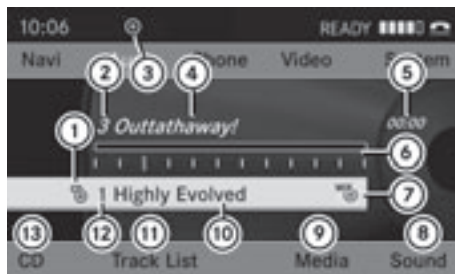 10:06 3 READY
Navi Phone Video System
2 4 5
1 3 Outtathaway! 00:00
6
1 Highly Evolved 7
13 12 11 10 9 8
CD Track List Media Sound